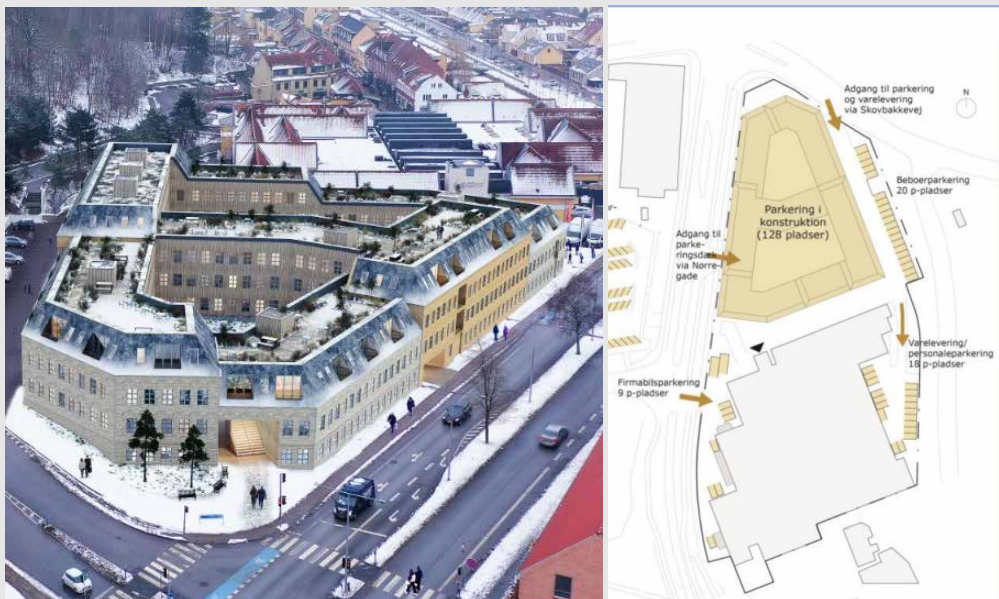 Adgang til parkering
og varelevering
via Skovbakkevej
N
Beboerparkering
20 p-pladser
Parkering i
konstruktion
(128 pladser)
Adgang til
parke-
ringsdæk
via Nørre-
gade
Varelevering/
personaleparkering
18 p-pladser
Firmabilsparkering
9 p-pladser